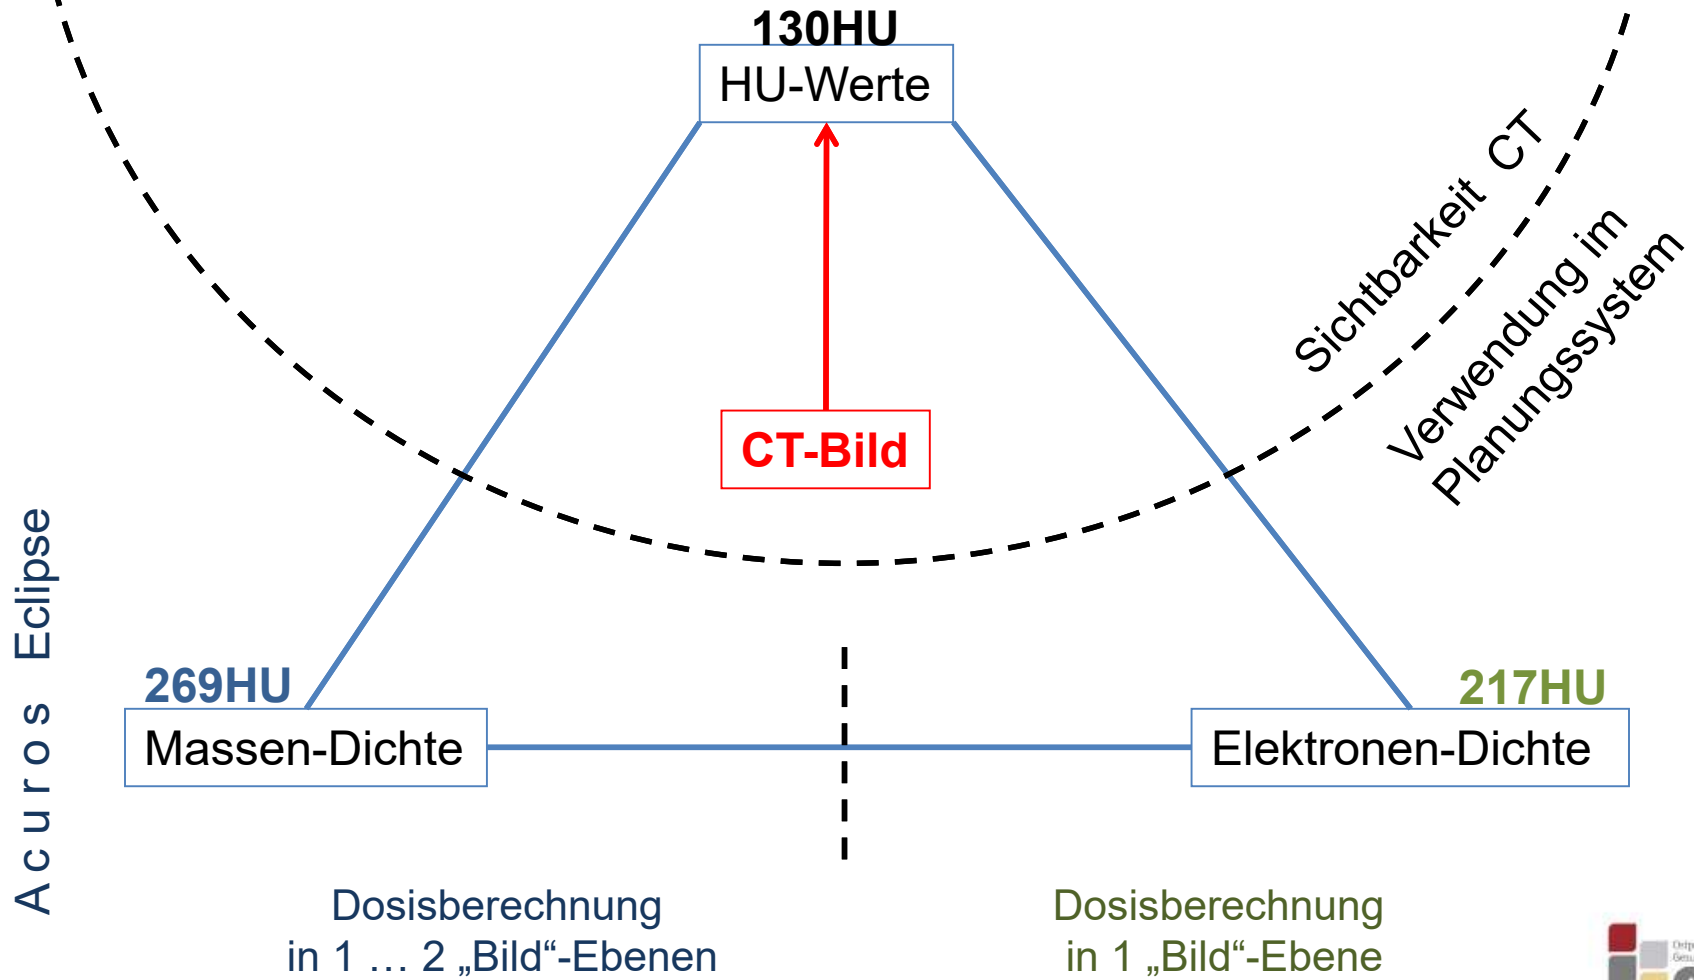 130HU
HU-Werte
Sichtbarkeit CT
Verwendung im
Planungssystem
CT-Bild
Acuros Eclipse
269HU
217HU
Massen-Dichte
Elektronen-Dichte
Dosisberechnung
in 1 … 2 „Bild“-Ebenen
Dosisberechnung
in 1 „Bild“-Ebene